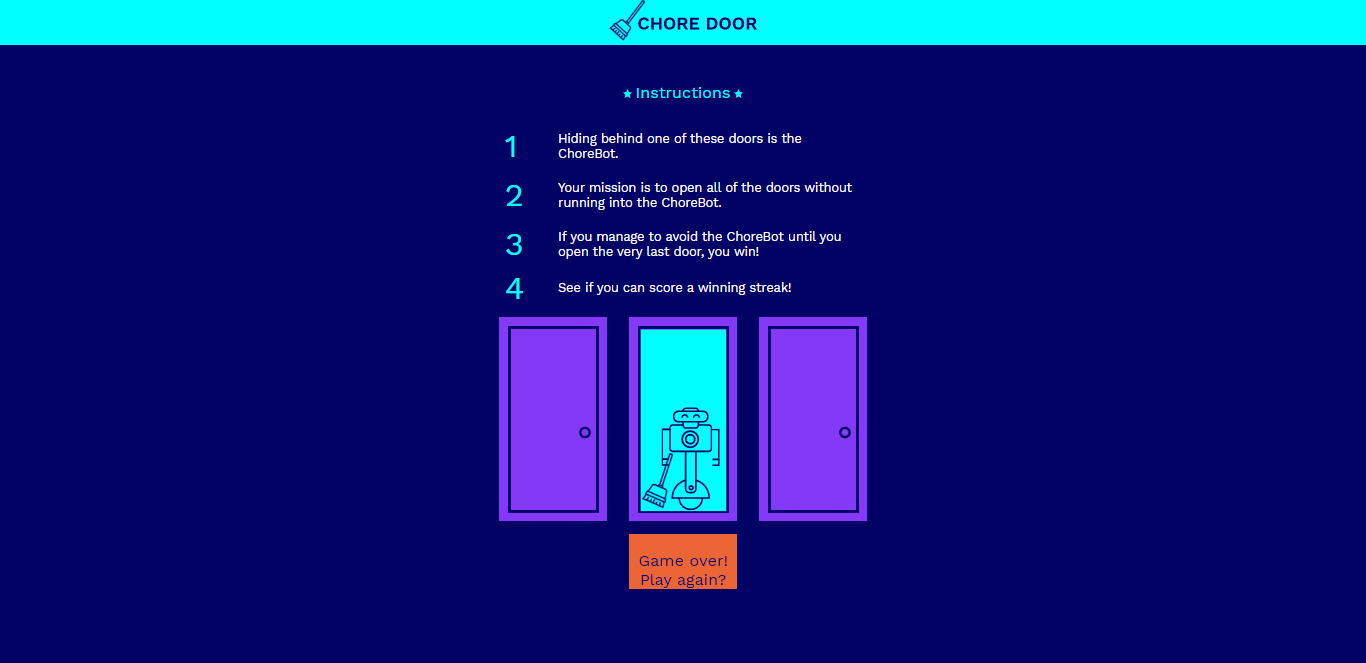 CHORE DOOR
Instructions
1
Hiding behind one of these doors is the
ChoreBot.
2
Your mission is to open all of the doors without
running into the ChoreBot.
3
If you manage to avoid the ChoreBot until you
open the very last door, you win!
4
See if you can score a winning streak!
Game over!
Play again?